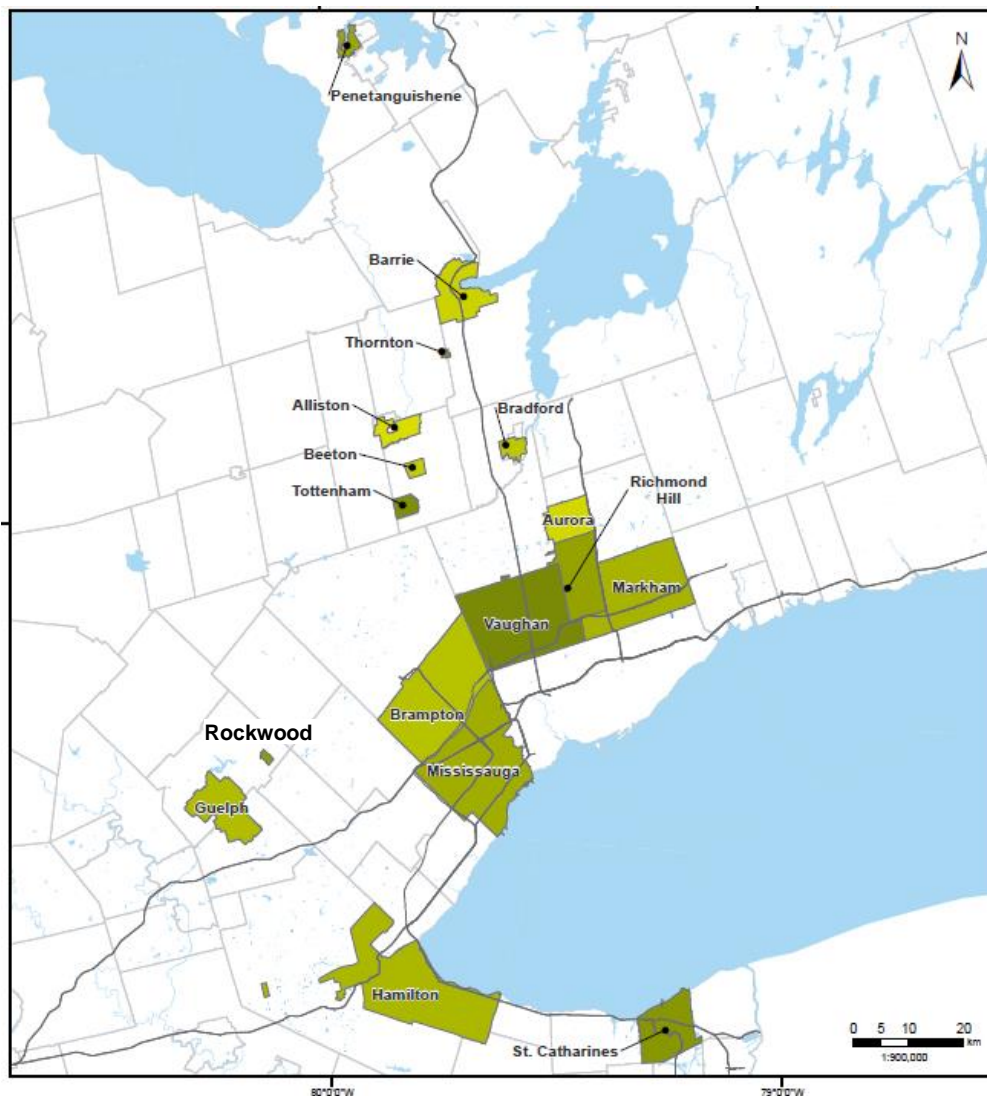 N
Penetanguishene
Barrie
Thornton
Alliston
Bradford
Beeton
Tottenham
Richmond
Hill
Aurora
Markham
Vaughan
Brampton
Rockwood
Mississauga
Guelph
Hamilton
St. Catharines
0 5 10 20
km
1:900,000
80°0'0"W
79°0'0"W